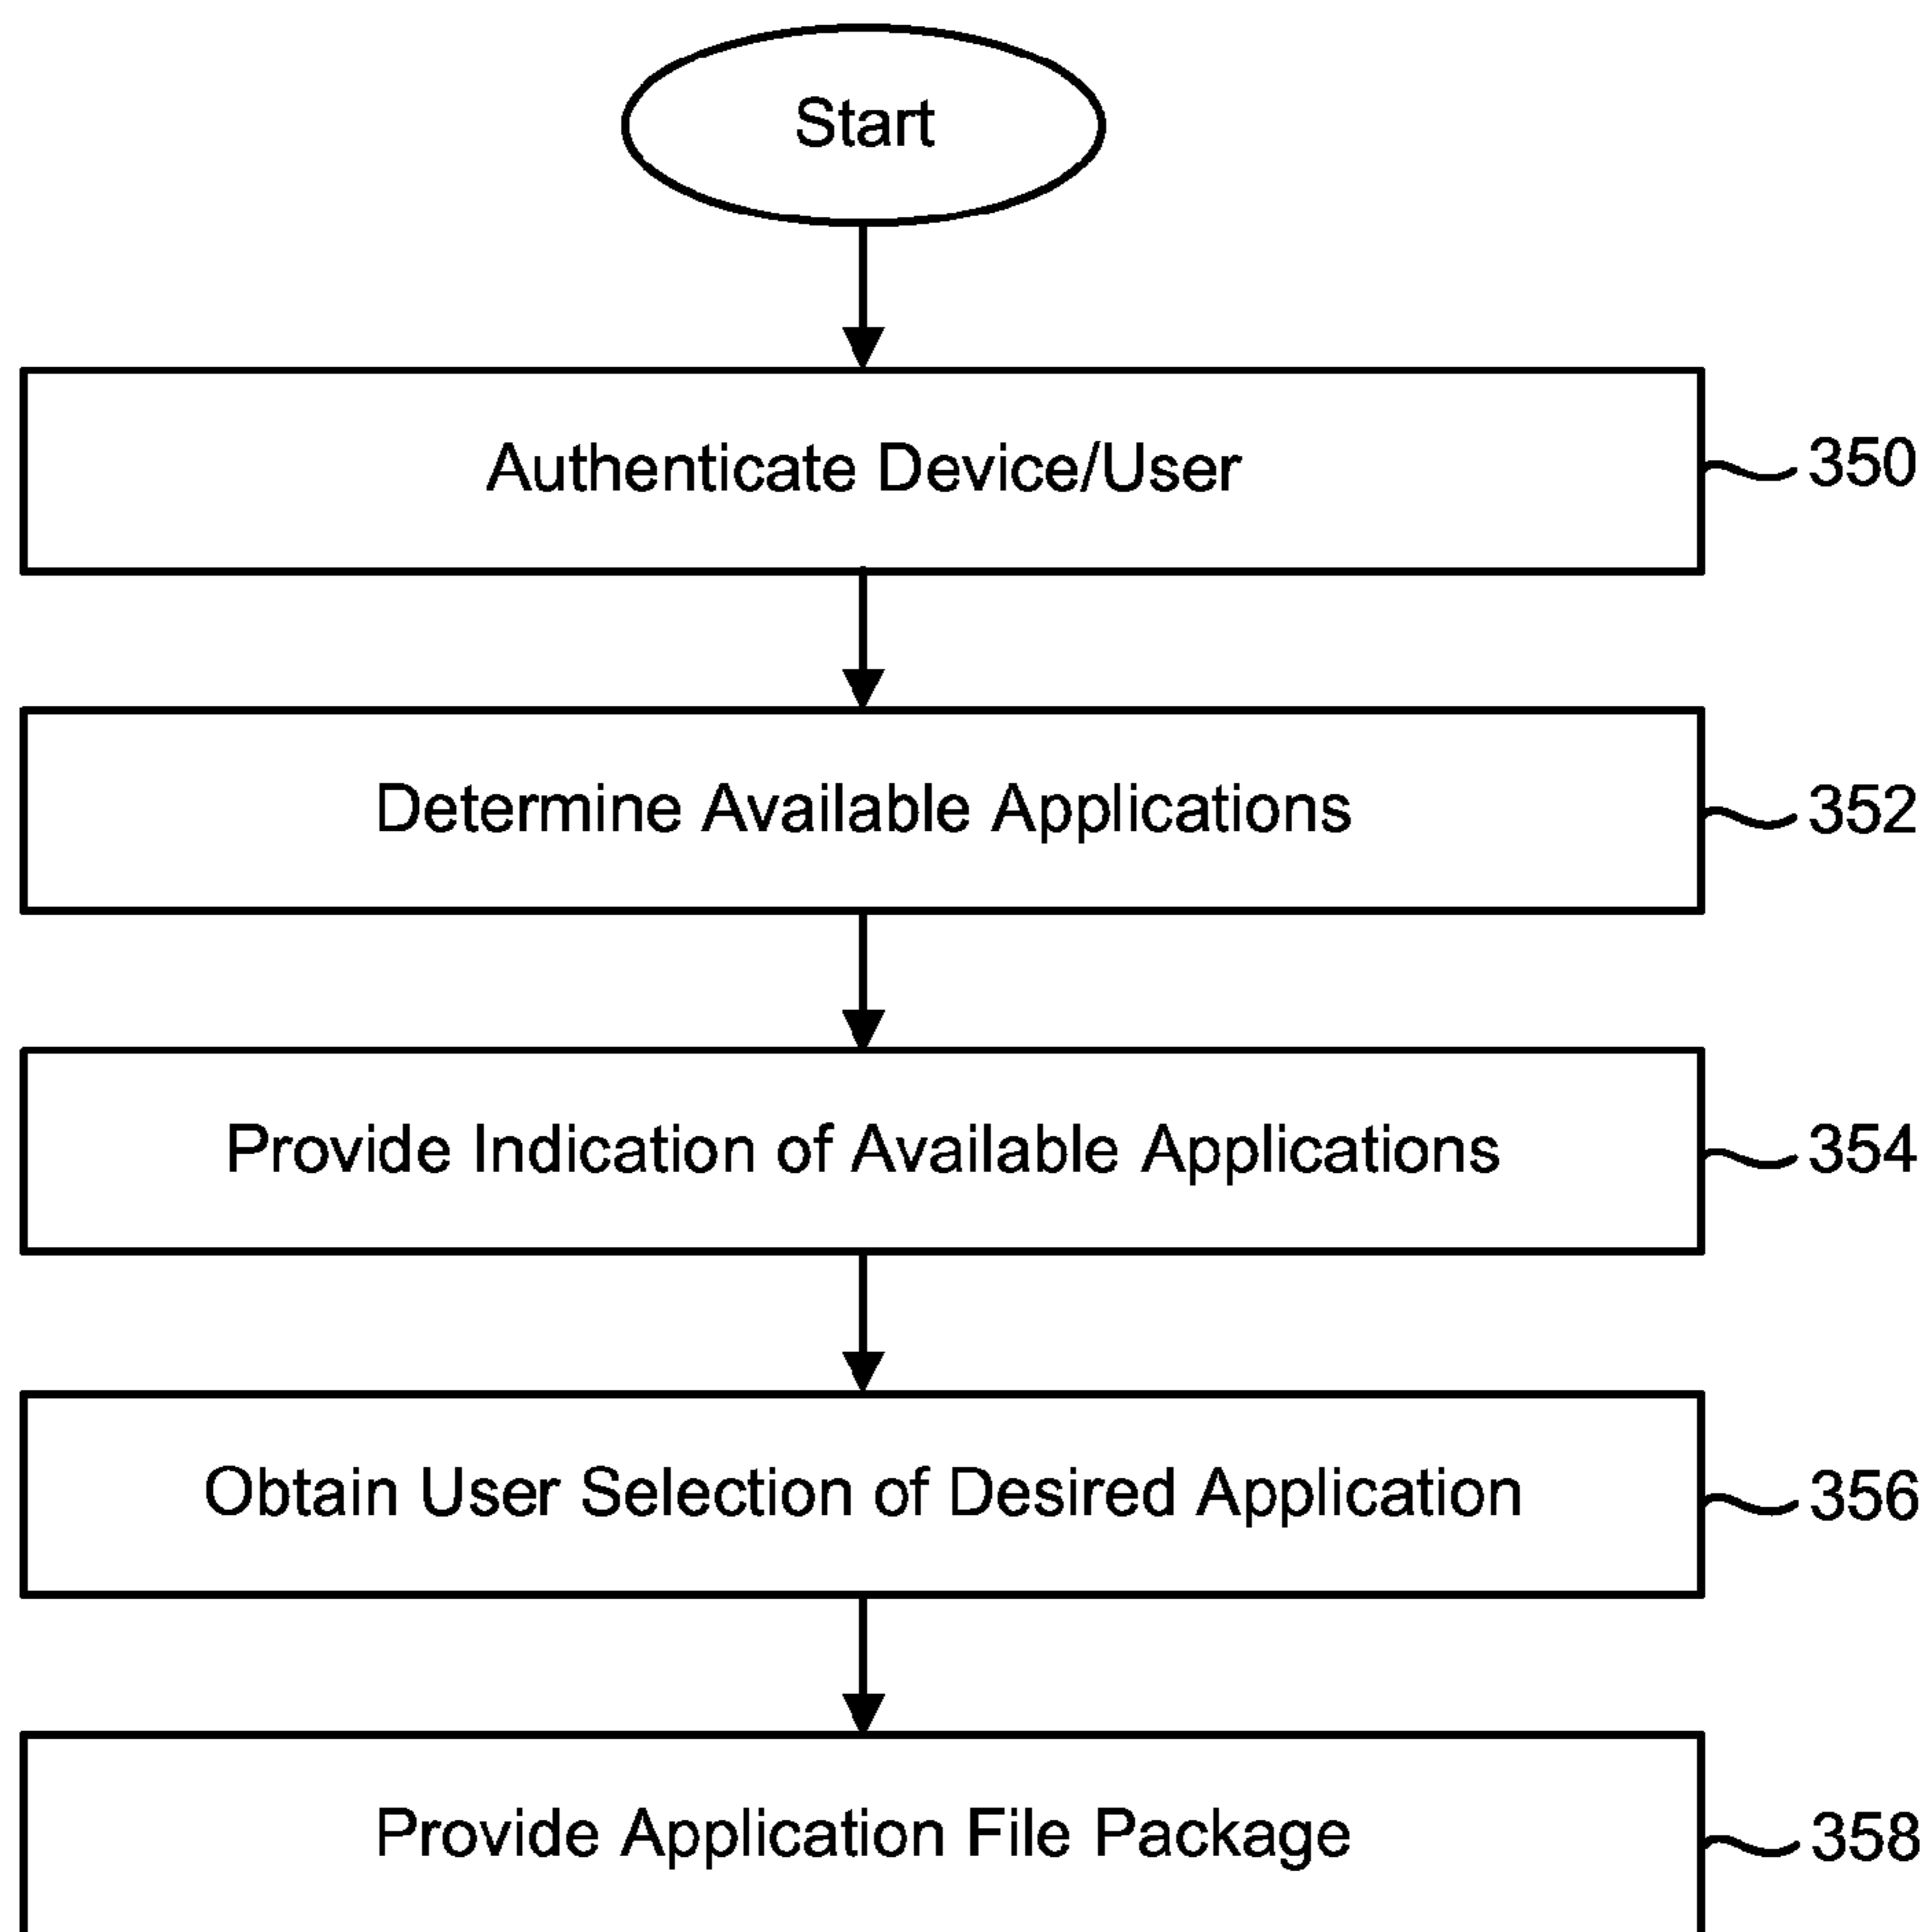 Start
Authenticate Device/User 350
Determine Available Applications 352
Provide Indication of Available Applications 354
Obtain User Selection of Desired Application 356
Provide Application File Package 358